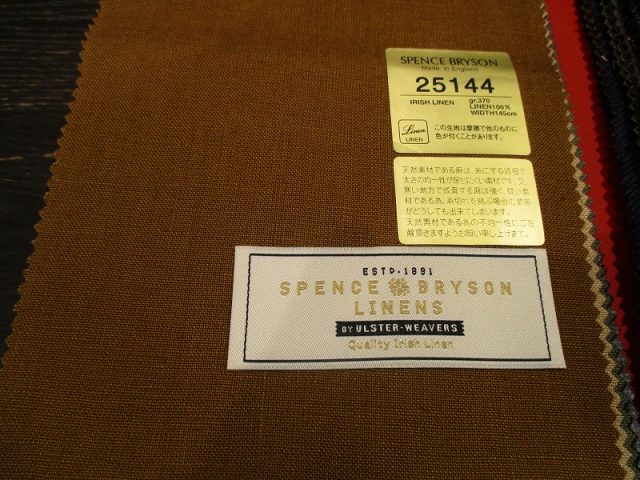 SPENCE BRYSON
Made in England
25144
IRISH LINEN
gr.370
LINEN100%
WIDTH145cm
Linen
LINEN
この生地は摩擦で他のものに
色が付くことがあります。
天然素材である麻は、糸にする過程で
太さの均一性が保ちにくい素材です。又、
寒い地方で成育する麻は強く、硬い素
材である為、糸切れを結ぶ場合の節等
がどうしても出来てしまいます。
天然素材である為の不均一性にご理
解頂きますようお願い申し上げます。
ESTD·1891
SPENCE BRYSON
LINENS
BY ULSTER·WEAVERS
Quality Irish Linen